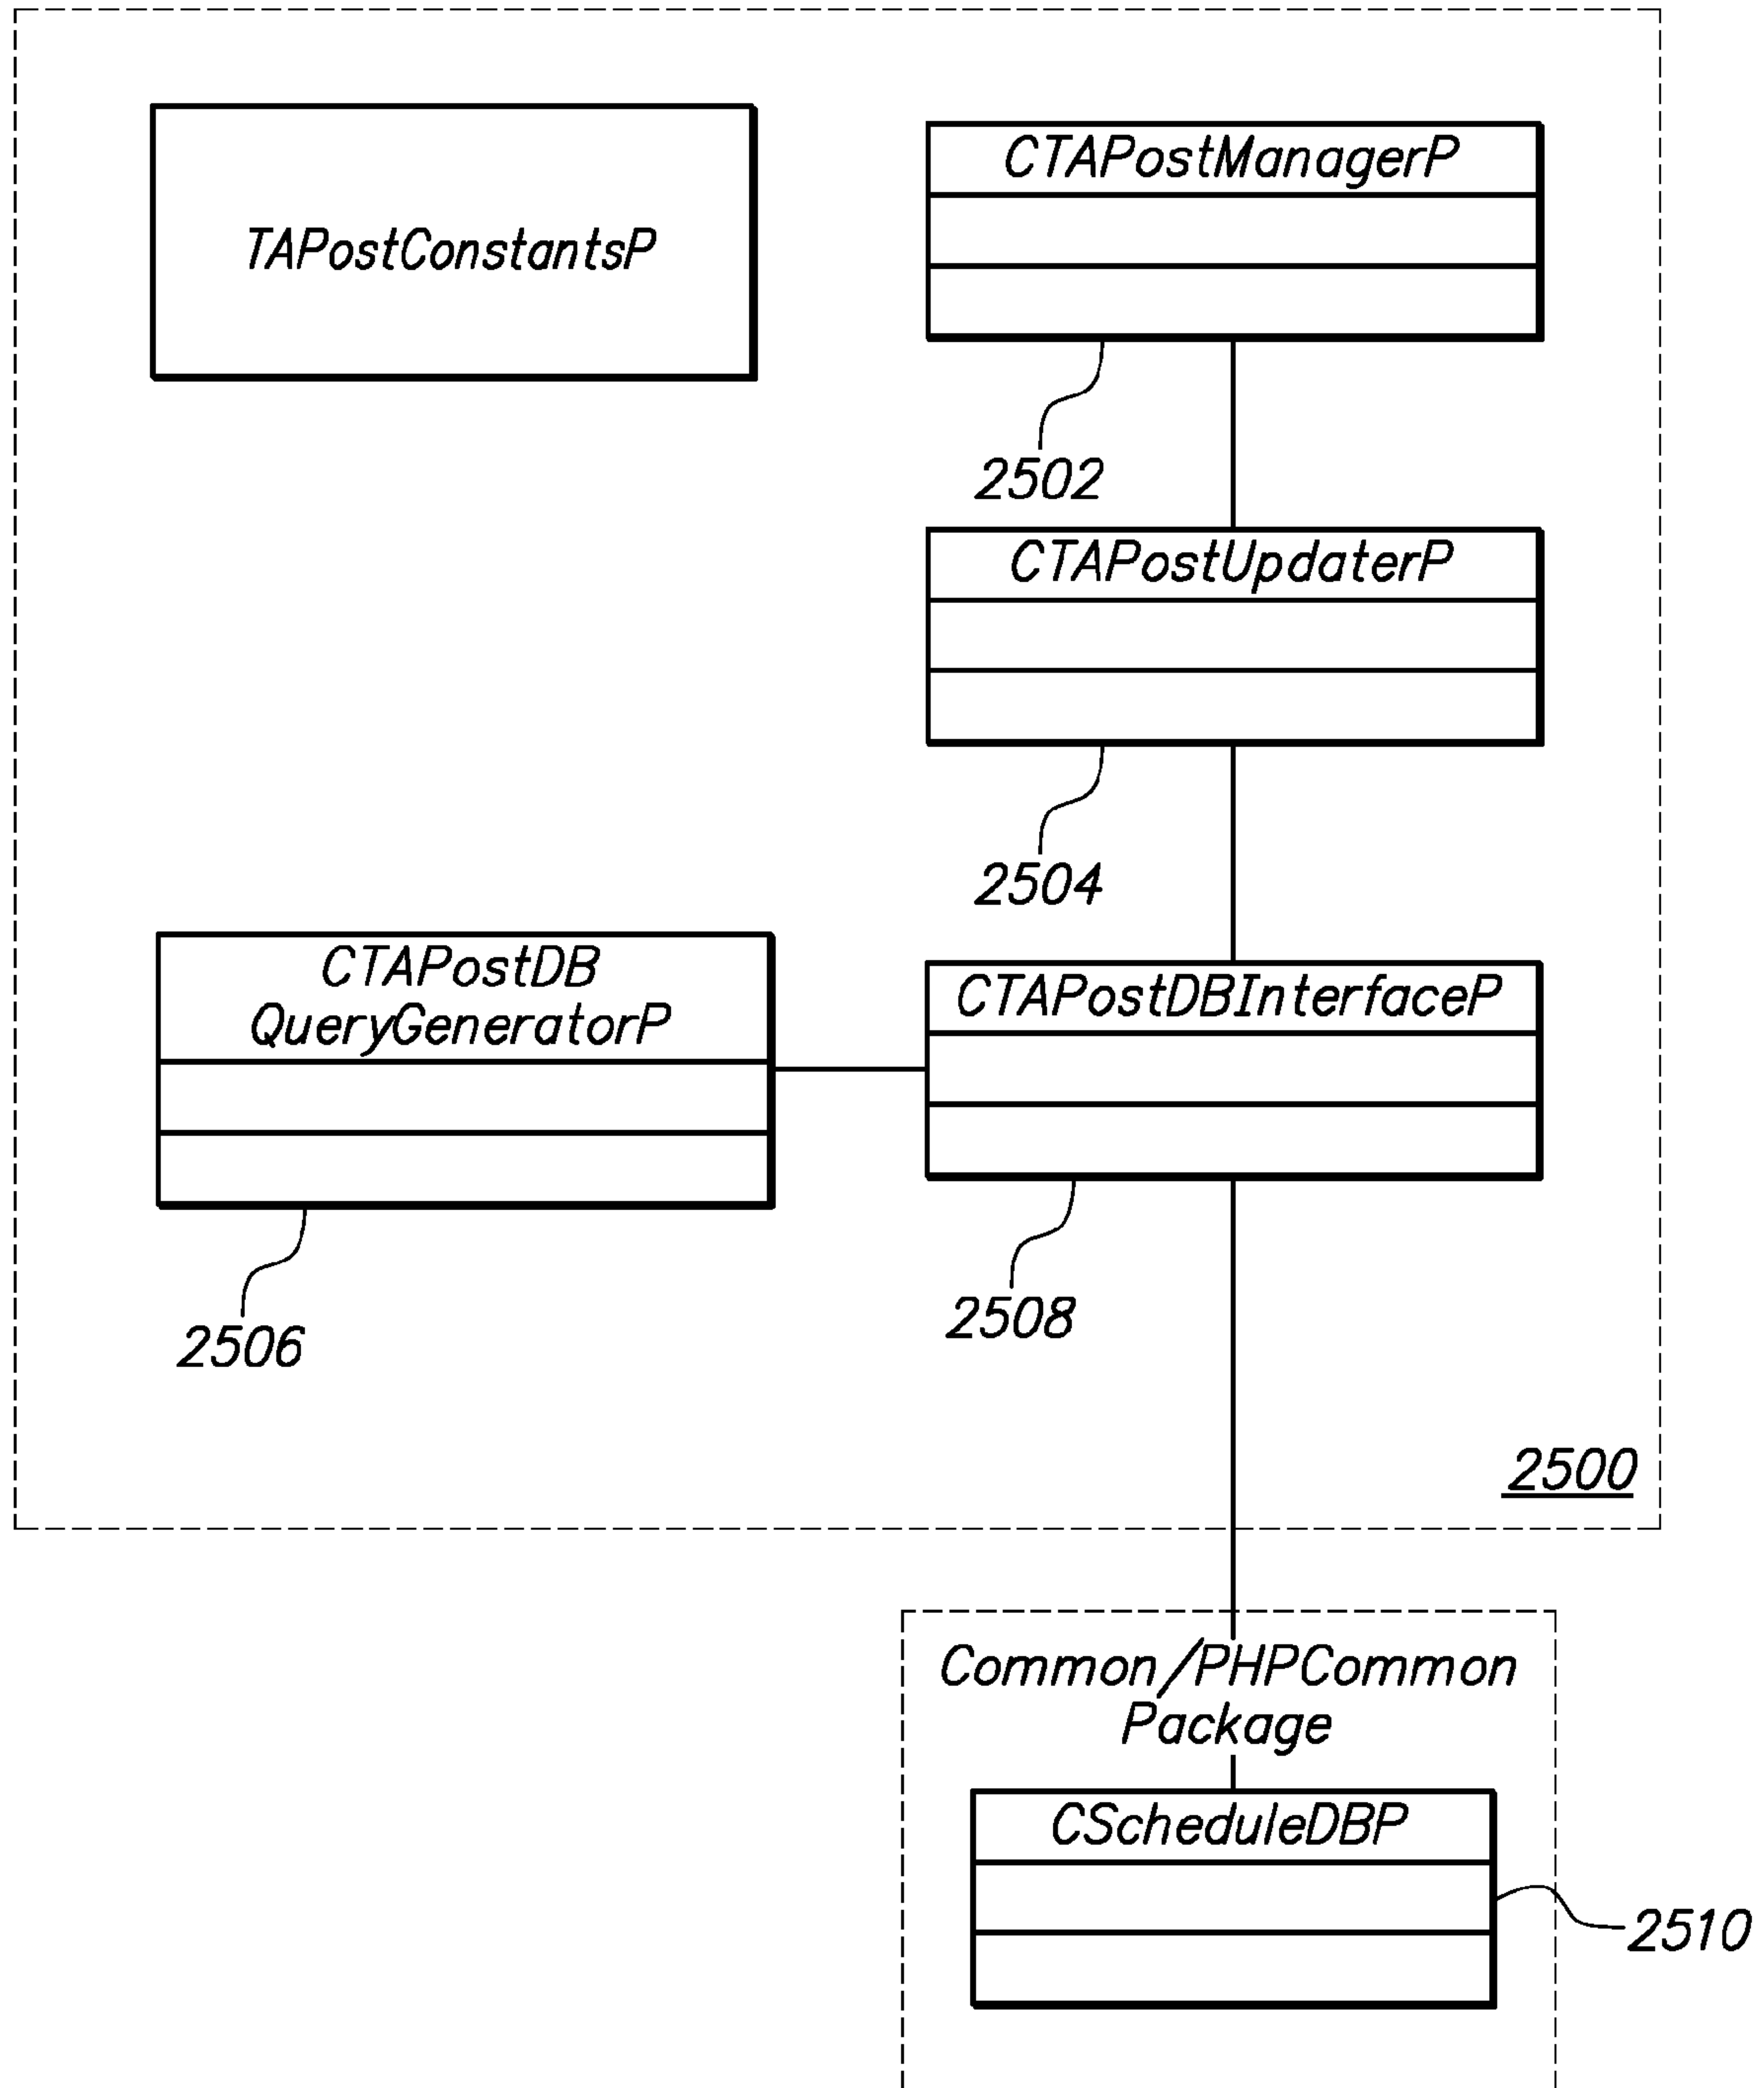 TAPostConstantsP
CTAPostManagerP
2502
CTAPostUpdaterP
2504
CTAPostDB
QueryGeneratorP
2506
CTAPostDBInterfaceP
2508
2500
Common/PHPCommon
Package
CScheduleDBP
2510